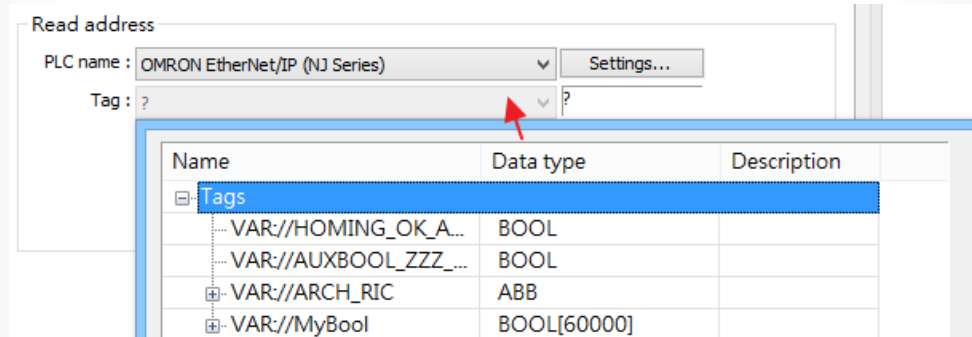 Read address
PLC name : OMRON EtherNet/IP (NJ Series) Settings...
Tag : ? ?
Name Data type Description
Tags
VAR://HOMING_OK_A... BOOL
VAR://AUXBOOL_ZZZ_... BOOL
VAR://ARCH_RIC ABB
VAR://MyBool BOOL[60000]